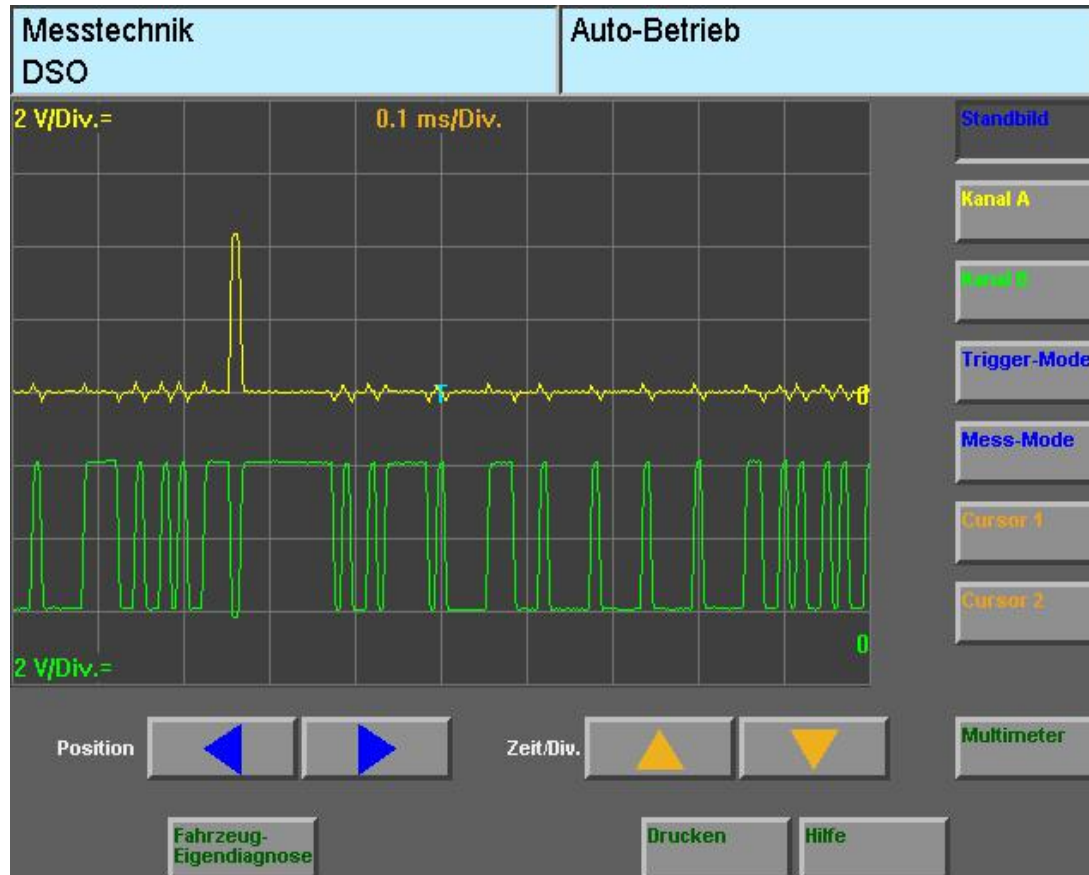 Messtechnik
DSO
Auto-Betrieb
2 V/Div.=
0.1 ms/Div.
Standbild
Kanal A
Kanal B
Trigger-Mode
T
0
Mess-Mode
Cursor 1
Cursor 2
0
2 V/Div.=
Position
Zeit/Div.
Multimeter
Fahrzeug-
Eigendiagnose
Drucken
Hilfe